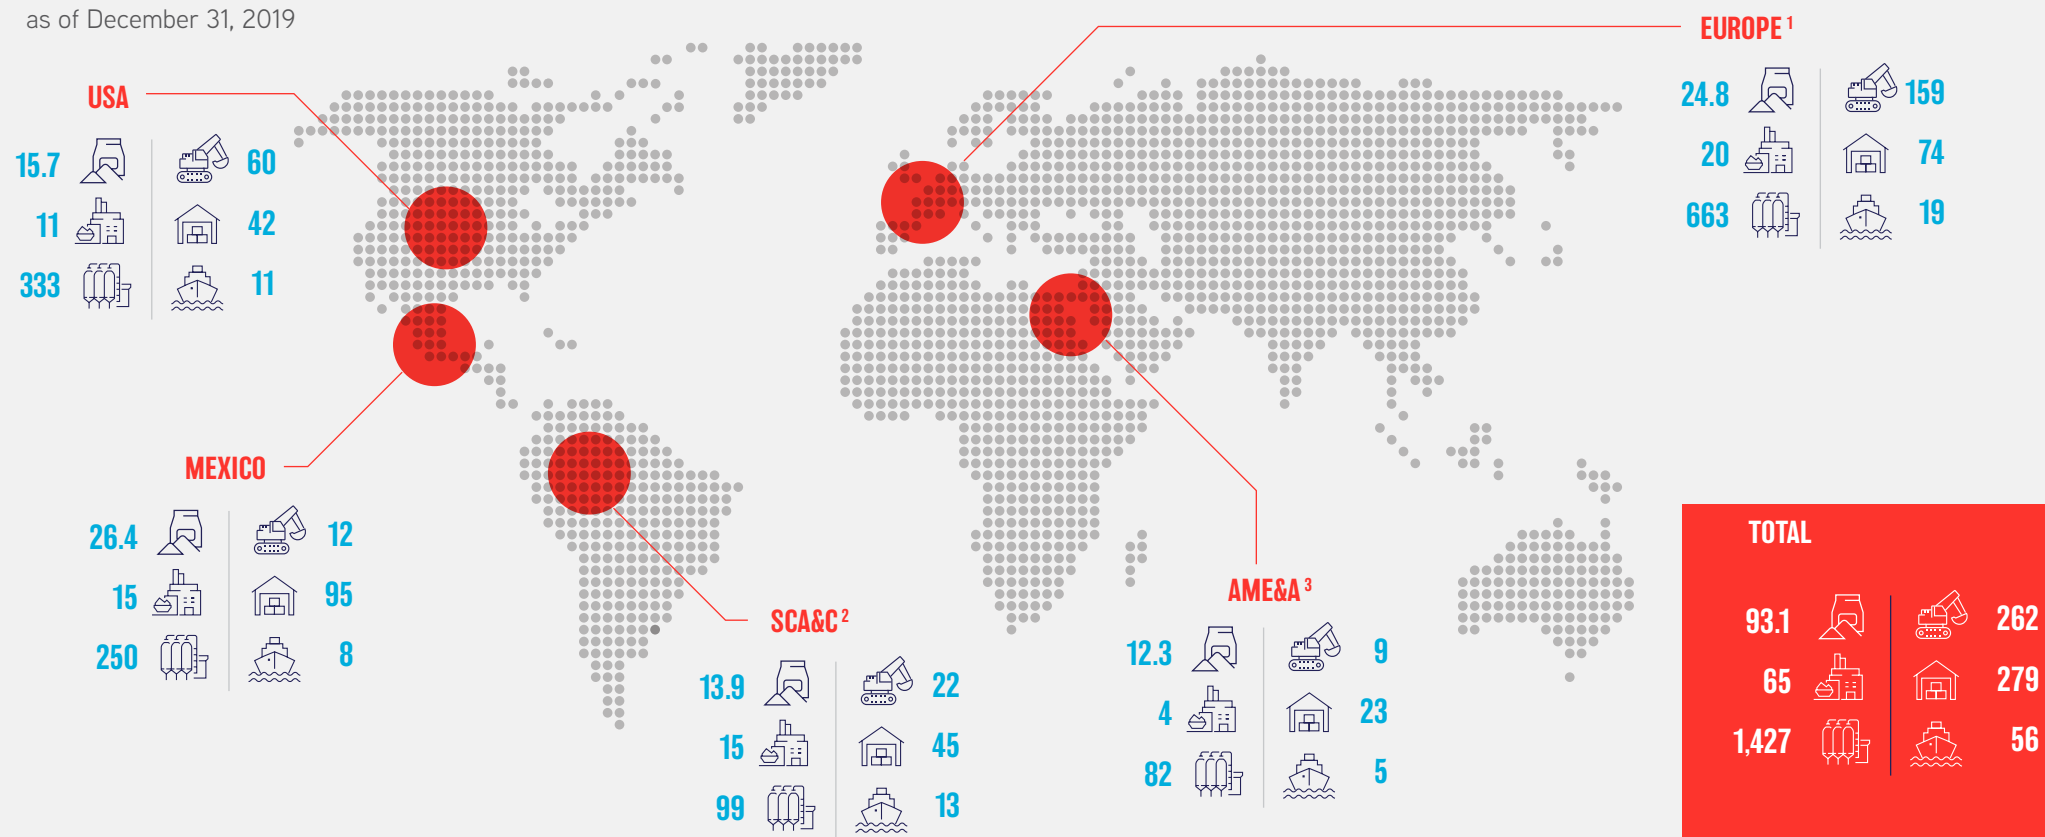 as of December 31, 2019
USA
15.7 60
11 42
333 11
EUROPE 1
24.8 159
20 74
663 19
MEXICO
26.4 12
15 95
250 8
SCA&C 2
13.9 22
15 45
99 13
AME&A 3
12.3 9
4 23
82 5
TOTAL
93.1 262
65 279
1,427 56